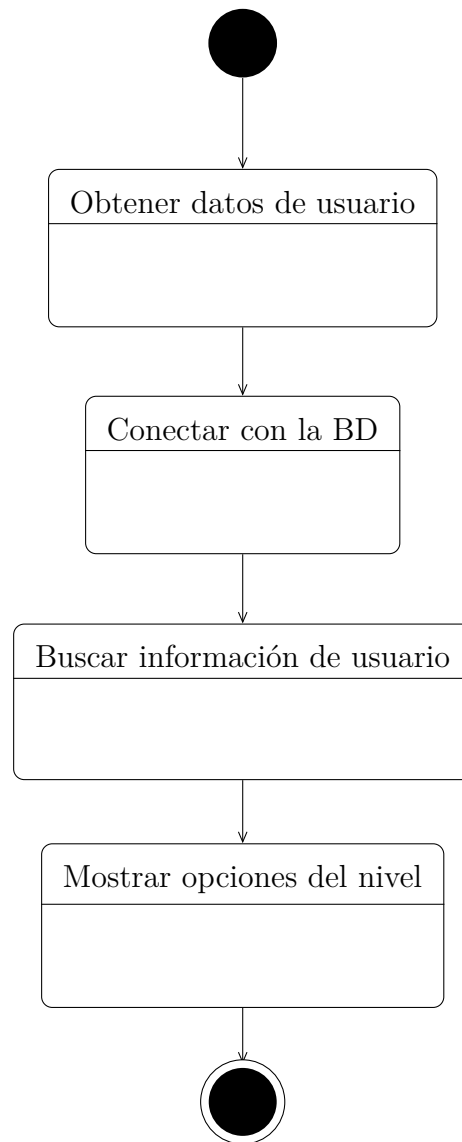 Obtener datos de usuario
Conectar con la BD
Buscar información de usuario
Mostrar opciones del nivel